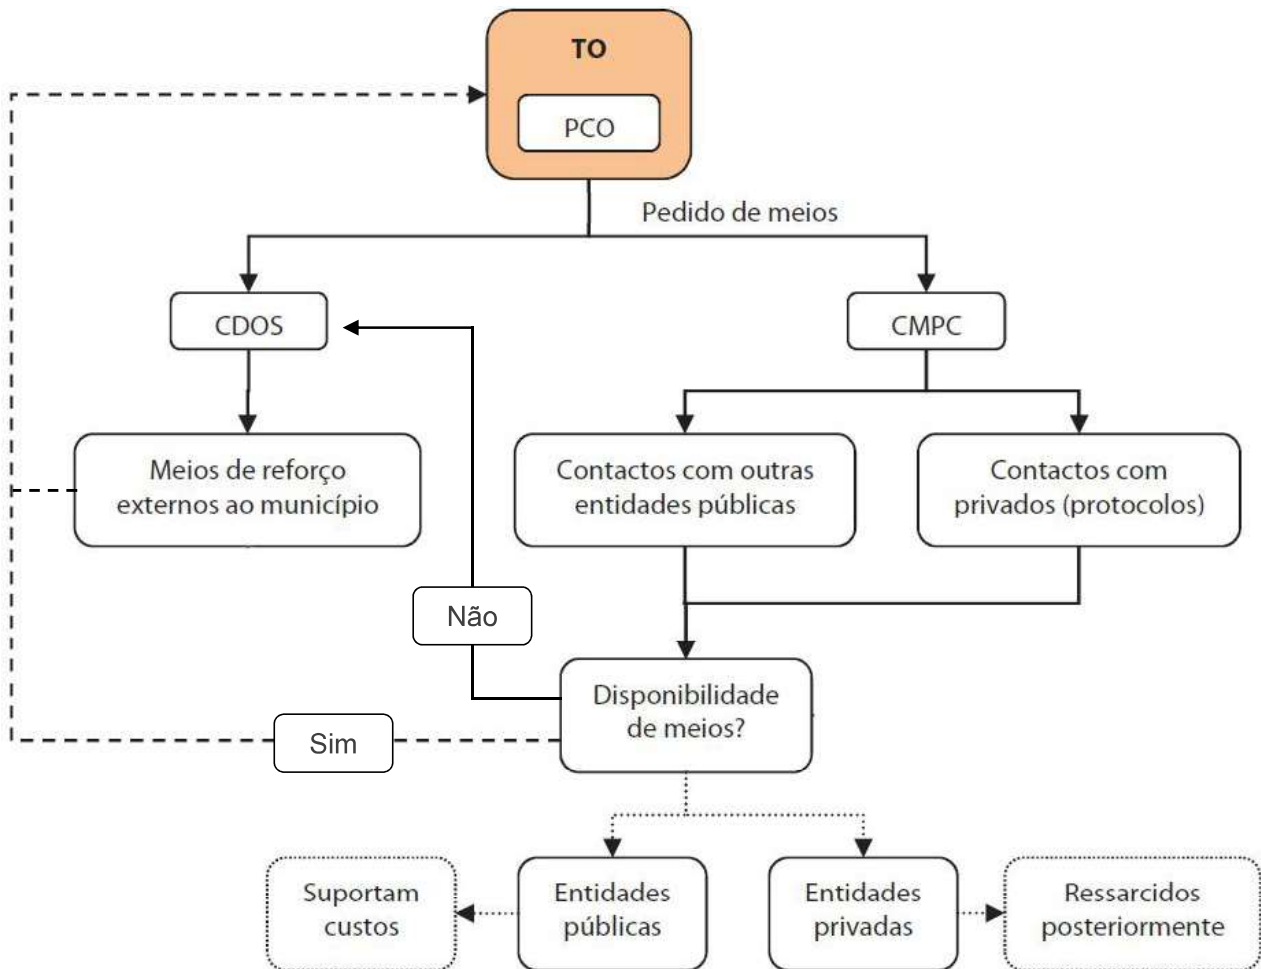 TO
PCO
Pedido de meios
CDOS
CMPC
Meios de reforço
externos ao município
Contactos com outras
entidades públicas
Contactos com
privados (protocolos)
Não
Disponibilidade
de meios?
Sim
Suportam
custos
Entidades
públicas
Entidades
privadas
Ressarcidos
posteriormente